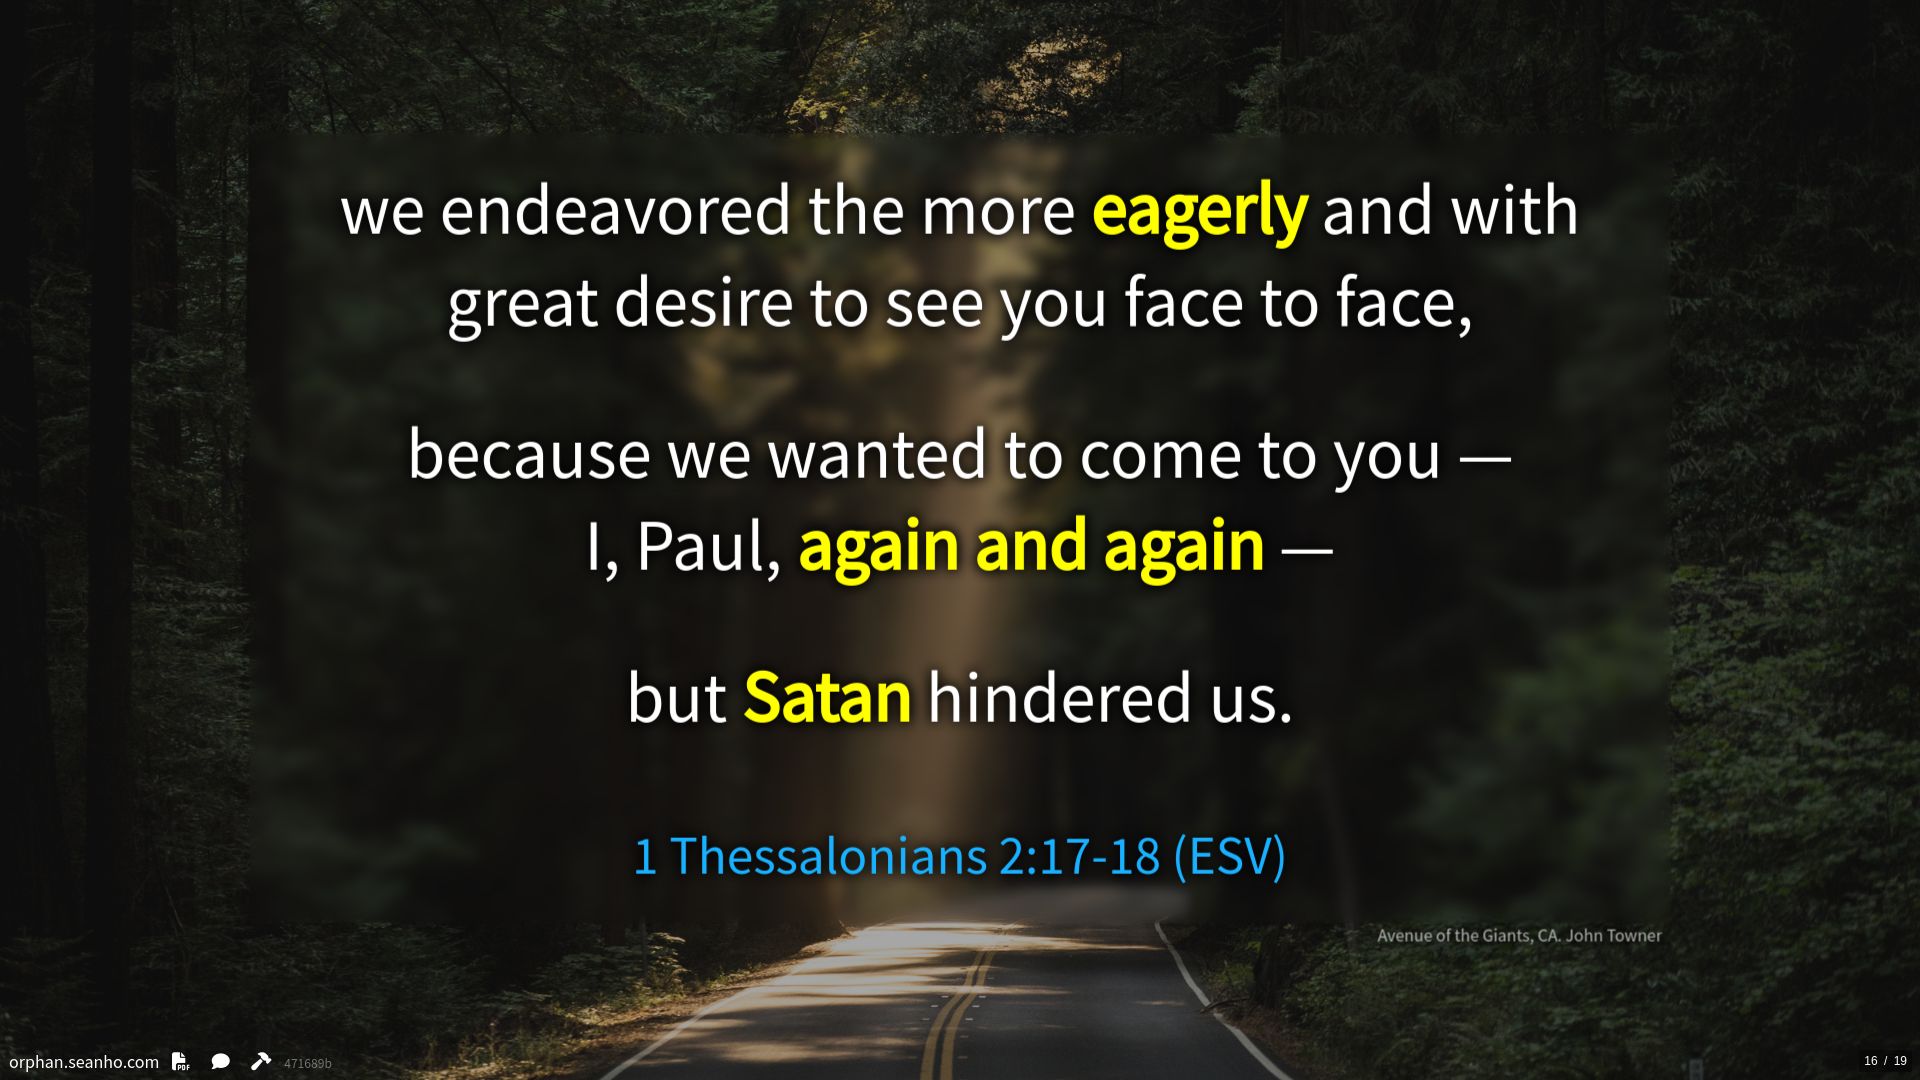 we endeavored the more eagerly and with
great desire to see you face to face,
because we wanted to come to you —
I, Paul, again and again —
but Satan hindered us.
1 Thessalonians 2:17-18 (ESV)
Avenue of the Giants, CA. John Towner
orphan.seanho.com PDF 471689b
16 / 19